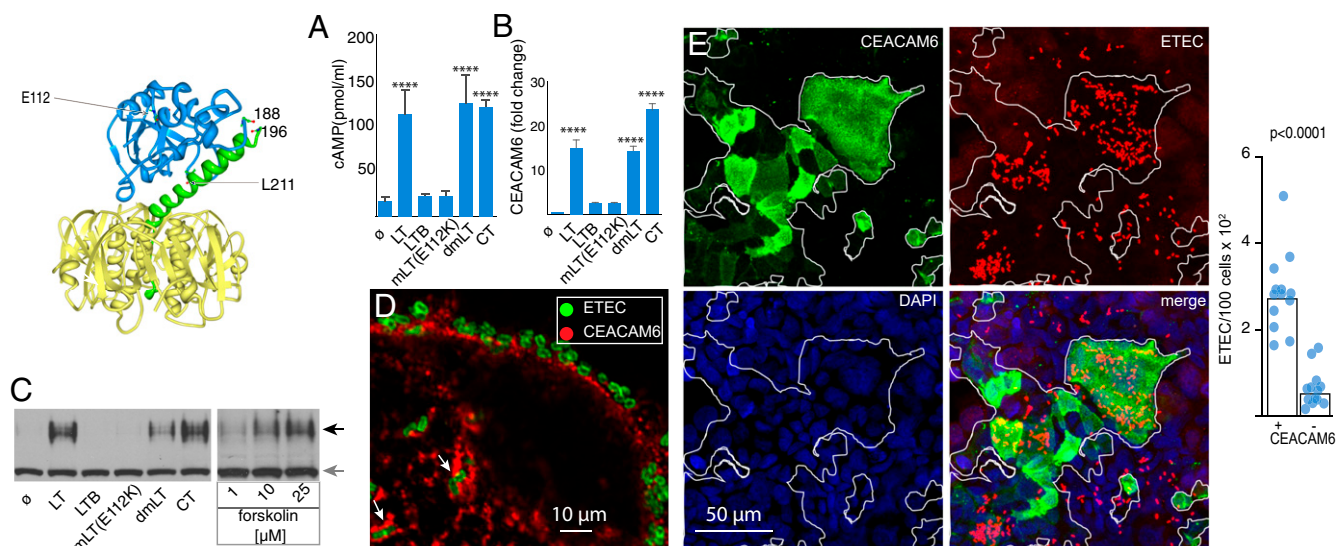 E112
188
196
L211
A
200
150
100
50
cAMP(pmol/ml)
****
****
****
ø
LT
LTB
mLT(E112K)
dmLT
CT
B
30
25
20
15
10
5
CEACAM6 (fold change)
****
****
****
ø
LT
LTB
mLT(E112K)
dmLT
CT
C
ø
LT
LTB
mLT(E112K)
dmLT
CT
1
10
25
forskolin
[µM]
D
ETEC
CEACAM6
10 µm
E
CEACAM6
ETEC
DAPI
50 µm
merge
p<0.0001
6
4
2
ETEC/100 cells x 10²
+
-
CEACAM6